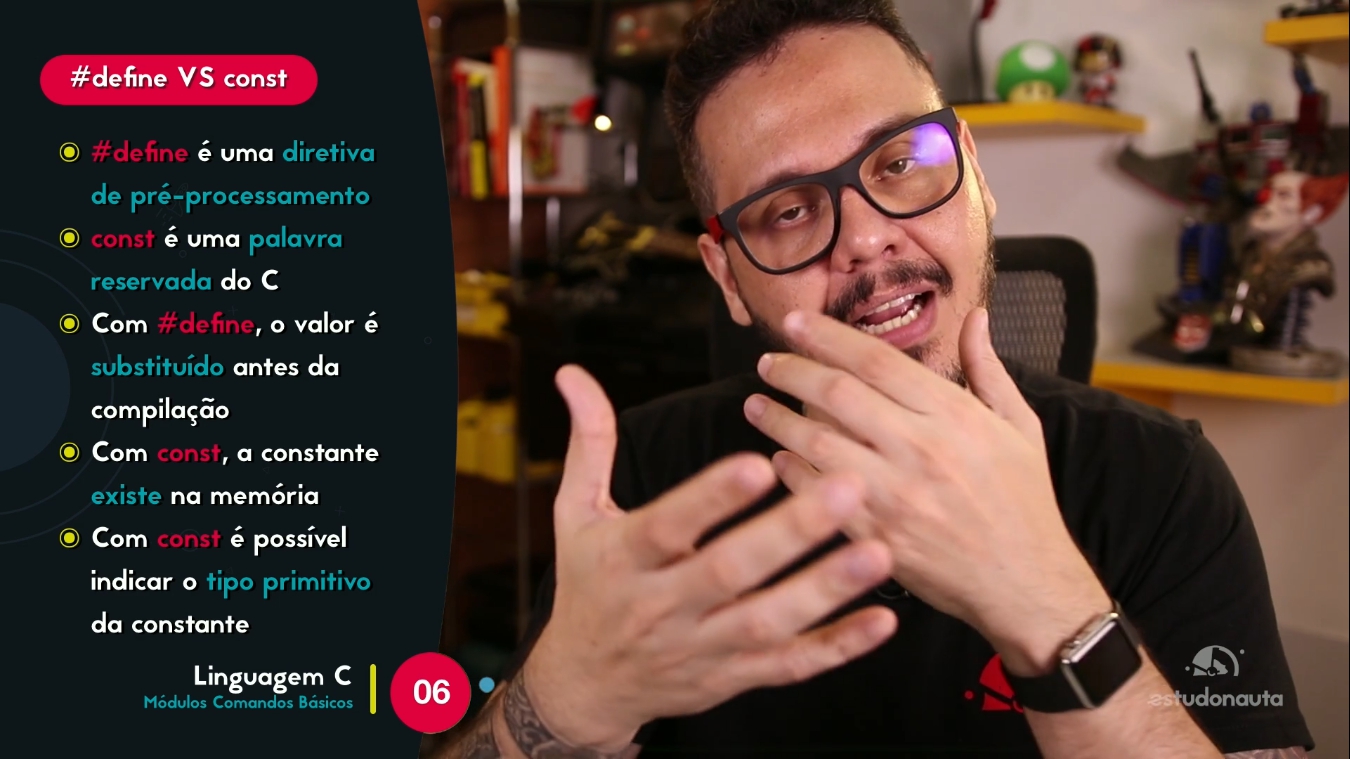 #define VS const
#define é uma diretiva
de pré-processamento
const é uma palavra
reservada do C
Com #define, o valor é
substituído antes da
compilação
Com const, a constante
existe na memória
Com const é possível
indicar o tipo primitivo
da constante
Linguagem C
Módulos Comandos Básicos
06
estudonauta